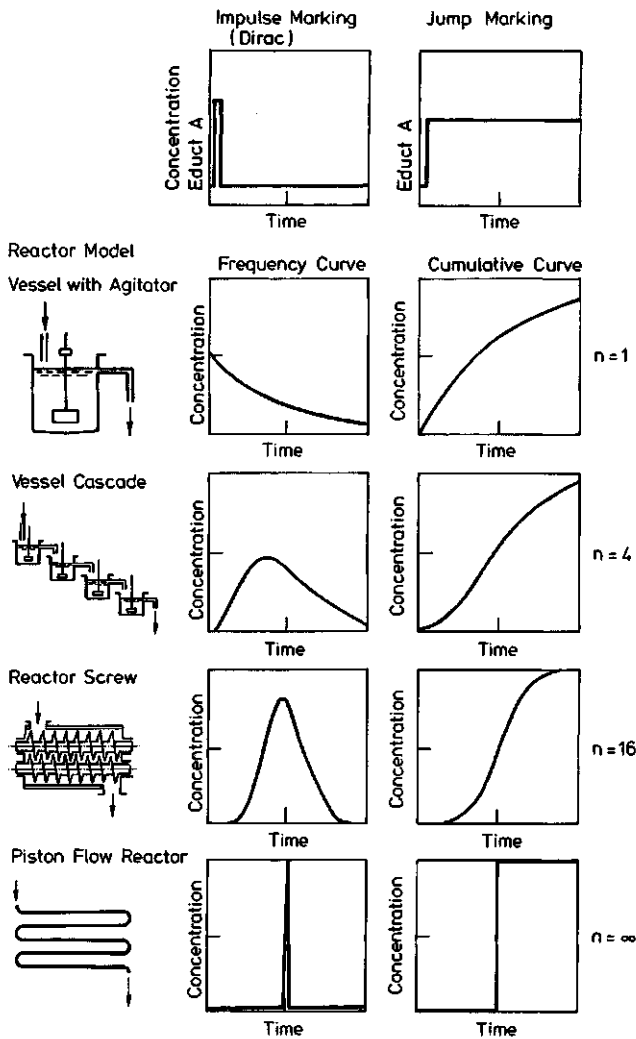 Impulse Marking
(Dirac)
Jump Marking
Concentration
Educt A
Time
Educt A
Time
Reactor Model
Vessel with Agitator
Frequency Curve
Cumulative Curve
Concentration
Time
Concentration
Time
n = 1
Vessel Cascade
Concentration
Time
Concentration
Time
n = 4
Reactor Screw
Concentration
Time
Concentration
Time
n = 16
Piston Flow Reactor
Concentration
Time
Concentration
Time
n = ∞